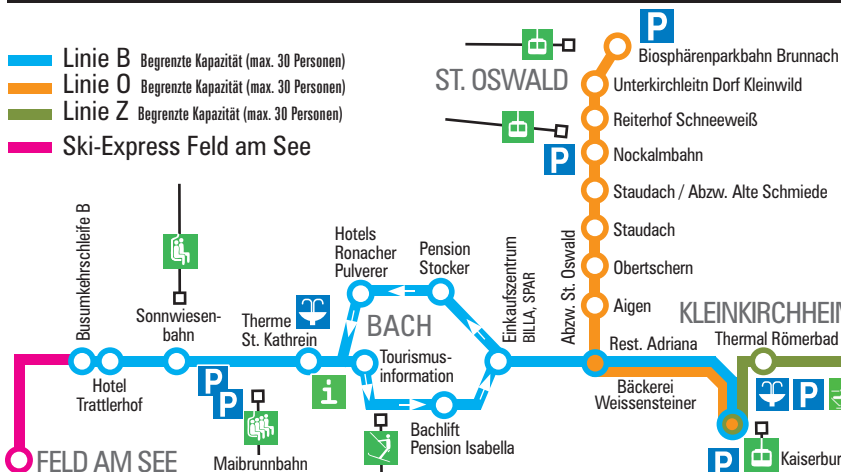 Linie B Begrenzte Kapazität (max. 30 Personen)
Linie O Begrenzte Kapazität (max. 30 Personen)
Linie Z Begrenzte Kapazität (max. 30 Personen)
Ski-Express Feld am See
ST. OSWALD
P
Biosphärenparkbahn Brunnach
Unterkirchleitn Dorf Kleinwild
Reiterhof Schneeweiß
P
Nockalmbahn
Staudach / Abzw. Alte Schmiede
Staudach
Obertschern
Aigen
Abzw. St. Oswald
Busumkehrschleife B
Hotel
Trattlerhof
Sonnwiesen-
bahn
P
P
Maibrunnbahn
Therme
St. Kathrein
i
Hotels
Ronacher
Pulverer
Pension
Stocker
BACH
Tourismus-
information
Bachlift
Pension Isabella
Einkaufszentrum
BILLA, SPAR
Rest. Adriana
Bäckerei
Weissensteiner
KLEINKIRCHHEIN
Thermal Römerbad
P
P
Kaiserbur
FELD AM SEE